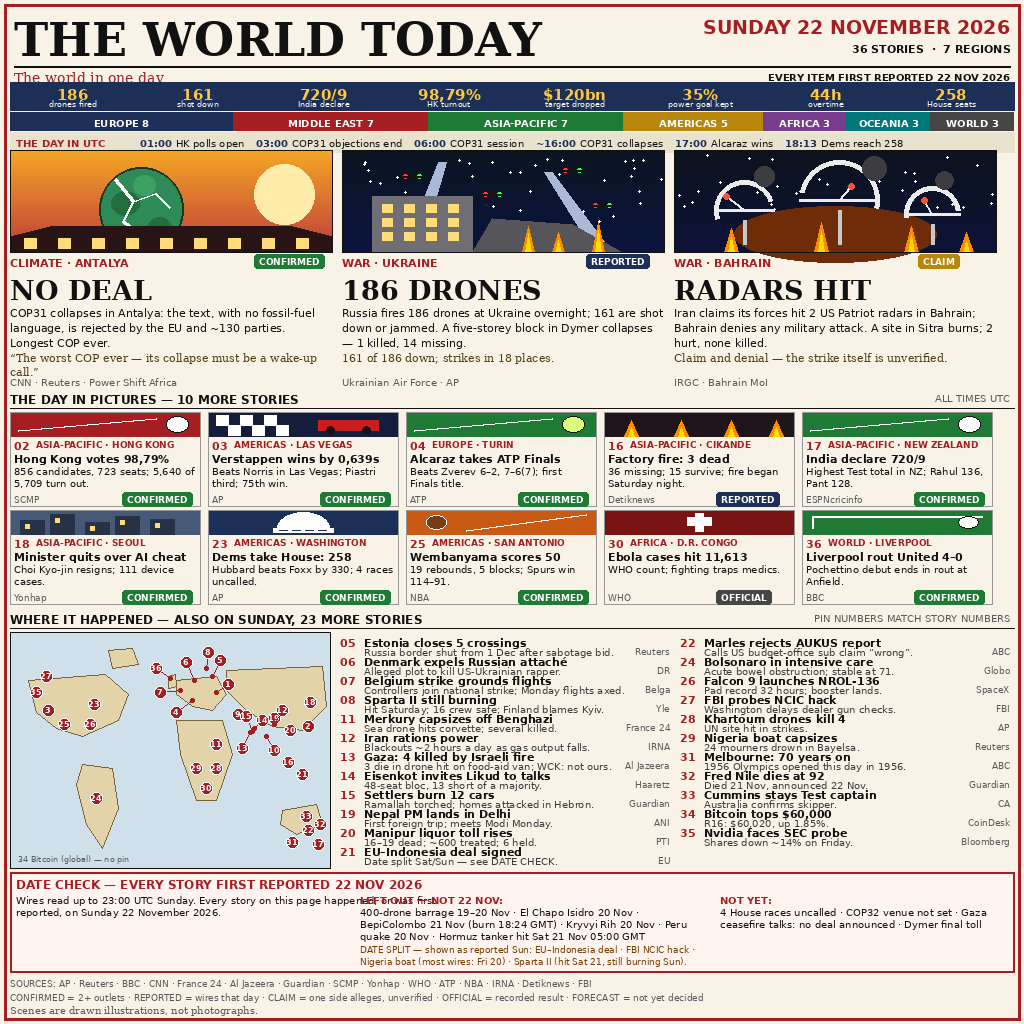 THE WORLD TODAY
SUNDAY 22 NOVEMBER 2026
36 STORIES · 7 REGIONS
The world in one day
EVERY ITEM FIRST REPORTED 22 NOV 2026
186 161 720/9 98,79% $120bn 35% 44h 258
drones fired shot down India declare HK turnout target dropped power goal kept overtime House seats
EUROPE 8 MIDDLE EAST 7 ASIA-PACIFIC 7 AMERICAS 5 AFRICA 3 OCEANIA 3 WORLD 3
THE DAY IN UTC 01:00 HK polls open 03:00 COP31 objections end 06:00 COP31 session ~16:00 COP31 collapses 17:00 Alcaraz wins 18:13 Dems reach 258
CLIMATE · ANTALYA CONFIRMED
NO DEAL
COP31 collapses in Antalya: the text, with no fossil-fuel
language, is rejected by the EU and ~130 parties.
Longest COP ever.
“The worst COP ever — its collapse must be a wake-up
call.”
CNN · Reuters · Power Shift Africa
WAR · UKRAINE REPORTED
186 DRONES
Russia fires 186 drones at Ukraine overnight; 161 are shot
down or jammed. A five-storey block in Dymer collapses
— 1 killed, 14 missing.
161 of 186 down; strikes in 18 places.
Ukrainian Air Force · AP
WAR · BAHRAIN CLAIM
RADARS HIT
Iran claims its forces hit 2 US Patriot radars in Bahrain;
Bahrain denies any military attack. A site in Sitra burns; 2
hurt, none killed.
Claim and denial — the strike itself is unverified.
IRGC · Bahrain MoI
THE DAY IN PICTURES — 10 MORE STORIES
ALL TIMES UTC
02 ASIA-PACIFIC · HONG KONG
Hong Kong votes 98,79%
856 candidates, 723 seats; 5,640 of
5,709 turn out.
SCMP CONFIRMED
03 AMERICAS · LAS VEGAS
Verstappen wins by 0,639s
Beats Norris in Las Vegas; Piastri
third; 75th win.
AP CONFIRMED
04 EUROPE · TURIN
Alcaraz takes ATP Finals
Beats Zverev 6–2, 7–6(7); first
Finals title.
ATP CONFIRMED
16 ASIA-PACIFIC · CIKANDE
Factory fire: 3 dead
36 missing; 15 survive; fire began
Saturday night.
Detiknews REPORTED
17 ASIA-PACIFIC · NEW ZEALAND
India declare 720/9
Highest Test total in NZ; Rahul 136,
Pant 128.
ESPNcricinfo CONFIRMED
18 ASIA-PACIFIC · SEOUL
Minister quits over AI cheat
Choi Kyo-jin resigns; 111 device
cases.
Yonhap CONFIRMED
23 AMERICAS · WASHINGTON
Dems take House: 258
Hubbard beats Foxx by 330; 4 races
uncalled.
AP CONFIRMED
25 AMERICAS · SAN ANTONIO
Wembanyama scores 50
19 rebounds, 5 blocks; Spurs win
114–91.
NBA CONFIRMED
30 AFRICA · D.R. CONGO
Ebola cases hit 11,613
WHO count; fighting traps medics.
WHO OFFICIAL
36 WORLD · LIVERPOOL
Liverpool rout United 4–0
Pochettino debut ends in rout at
Anfield.
BBC CONFIRMED
WHERE IT HAPPENED — ALSO ON SUNDAY, 23 MORE STORIES
PIN NUMBERS MATCH STORY NUMBERS
8
36 6 5
27 1
35 7
3 23 4 9 15 14 19 12 18
25 26 20 2
11 13 10
29 28 16
21
24 30
33
22 32
31 17
34 Bitcoin (global) — no pin
05 Estonia closes 5 crossings
Russia border shut from 1 Dec after sabotage bid. Reuters
06 Denmark expels Russian attaché
Alleged plot to kill US-Ukrainian rapper. DR
07 Belgium strike grounds flights
Controllers join national strike; Monday flights axed. Belga
08 Sparta II still burning
Hit Saturday; 16 crew safe; Finland blames Kyiv. Yle
11 Merkury capsizes off Benghazi
Sea drone hits corvette; several killed. France 24
12 Iran rations power
Blackouts ~2 hours a day as gas output falls. IRNA
13 Gaza: 4 killed by Israeli fire
3 die in drone hit on food-aid van; WCK: not ours. Al Jazeera
14 Eisenkot invites Likud to talks
48-seat bloc, 13 short of a majority. Haaretz
15 Settlers burn 12 cars
Ramallah torched; homes attacked in Hebron. Guardian
19 Nepal PM lands in Delhi
First foreign trip; meets Modi Monday. ANI
20 Manipur liquor toll rises
16–19 dead; ~600 treated; 6 held. PTI
21 EU–Indonesia deal signed
Date split Sat/Sun — see DATE CHECK. EU
22 Marles rejects AUKUS report
Calls US budget-office sub claim “wrong”. ABC
24 Bolsonaro in intensive care
Acute bowel obstruction; stable at 71. Globo
26 Falcon 9 launches NROL-136
Pad record 32 hours; booster lands. SpaceX
27 FBI probes NCIC hack
Washington delays dealer gun checks. FBI
28 Khartoum drones kill 4
UN site hit in strikes. AP
29 Nigeria boat capsizes
24 mourners drown in Bayelsa. Reuters
31 Melbourne: 70 years on
1956 Olympics opened this day in 1956. ABC
32 Fred Nile dies at 92
Died 21 Nov, announced 22 Nov. Guardian
33 Cummins stays Test captain
Australia confirms skipper. CA
34 Bitcoin tops $60,000
R16: $60,020, up 1.85%. CoinDesk
35 Nvidia faces SEC probe
Shares down ~14% on Friday. Bloomberg
DATE CHECK — EVERY STORY FIRST REPORTED 22 NOV 2026
Wires read up to 23:00 UTC Sunday. Every story on this page happened, or was first
reported, on Sunday 22 November 2026.
LEFT OUT — NOT 22 NOV:
400-drone barrage 19–20 Nov · El Chapo Isidro 20 Nov ·
BepiColombo 21 Nov (burn 18:24 GMT) · Kryvyi Rih 20 Nov · Peru
quake 20 Nov · Hormuz tanker hit Sat 21 Nov 05:00 GMT
DATE SPLIT — shown as reported Sun: EU–Indonesia deal · FBI NCIC hack ·
Nigeria boat (most wires: Fri 20) · Sparta II (hit Sat 21, still burning Sun).
NOT YET:
4 House races uncalled · COP32 venue not set · Gaza
ceasefire talks: no deal announced · Dymer final toll
SOURCES: AP · Reuters · BBC · CNN · France 24 · Al Jazeera · Guardian · SCMP · Yonhap · WHO · ATP · NBA · IRNA · Detiknews · FBI
CONFIRMED = 2+ outlets · REPORTED = wires that day · CLAIM = one side alleges, unverified · OFFICIAL = recorded result · FORECAST = not yet decided
Scenes are drawn illustrations, not photographs.